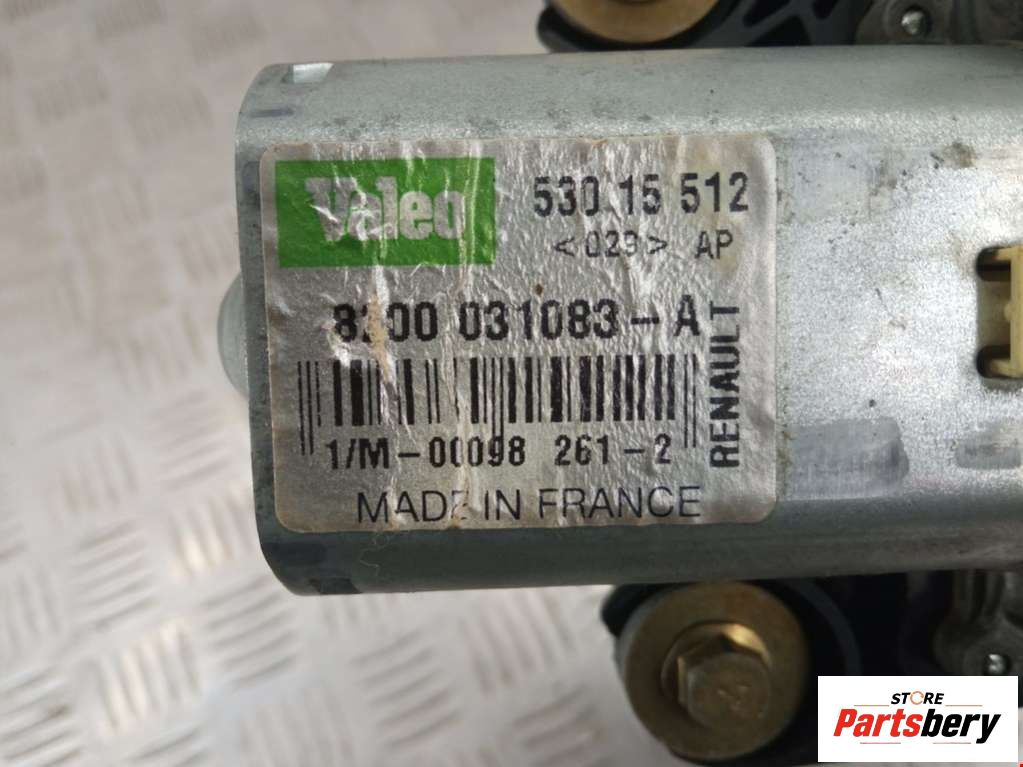 Valeo
530 15 512
<029> AP
8200 031083-A
RENAULT
1/M-00098 261-2
MADE IN FRANCE
STORE
Partsbery